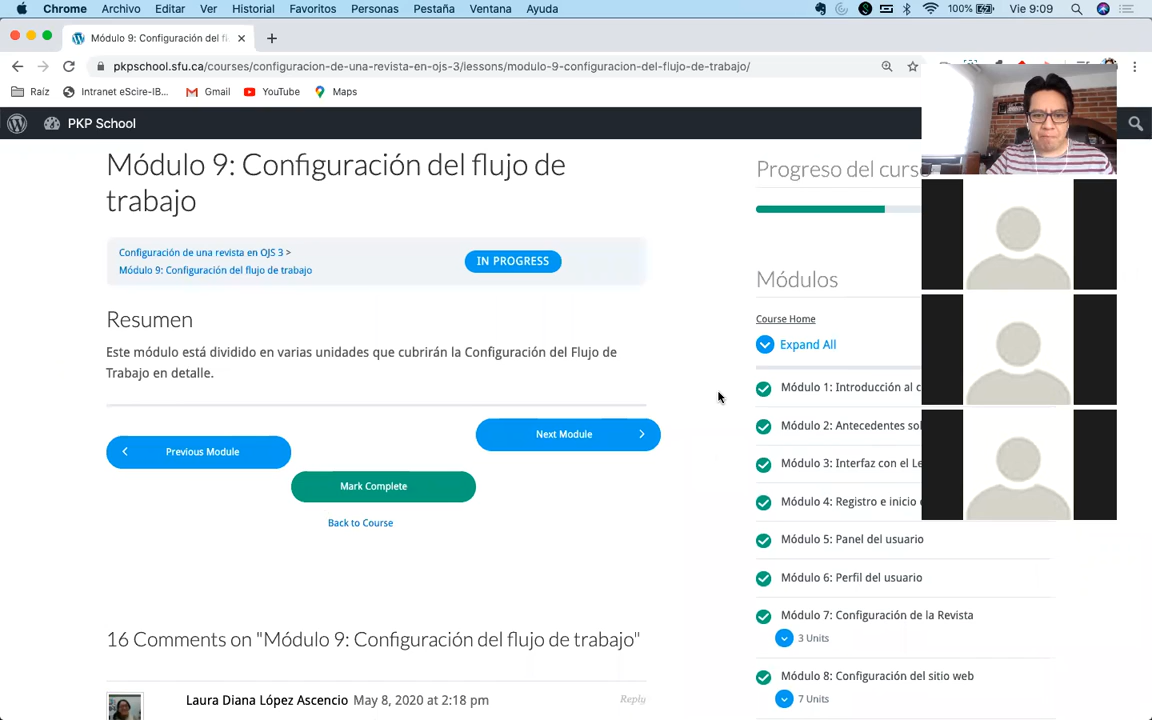 Chrome Archivo Editar Ver Historial Favoritos Personas Pestaña Ventana Ayuda 100% Vie 9:09
Módulo 9: Configuración del fl
pkpschool.sfu.ca/courses/configuracion-de-una-revista-en-ojs-3/lessons/modulo-9-configuracion-del-flujo-de-trabajo/
Raíz Intranet eScire-IB... Gmail YouTube Maps
PKP School
Módulo 9: Configuración del flujo de
trabajo
Configuración de una revista en OJS 3 >
Módulo 9: Configuración del flujo de trabajo
IN PROGRESS
Resumen
Este módulo está dividido en varias unidades que cubrirán la Configuración del Flujo de
Trabajo en detalle.
Previous Module
Next Module
Mark Complete
Back to Course
16 Comments on "Módulo 9: Configuración del flujo de trabajo"
Laura Diana López Ascencio May 8, 2020 at 2:18 pm
Reply
Progreso del curs
Módulos
Course Home
Expand All
Módulo 1: Introducción al c
Módulo 2: Antecedentes so
Módulo 3: Interfaz con el Le
Módulo 4: Registro e inicio
Módulo 5: Panel del usuario
Módulo 6: Perfil del usuario
Módulo 7: Configuración de la Revista
3 Units
Módulo 8: Configuración del sitio web
7 Units